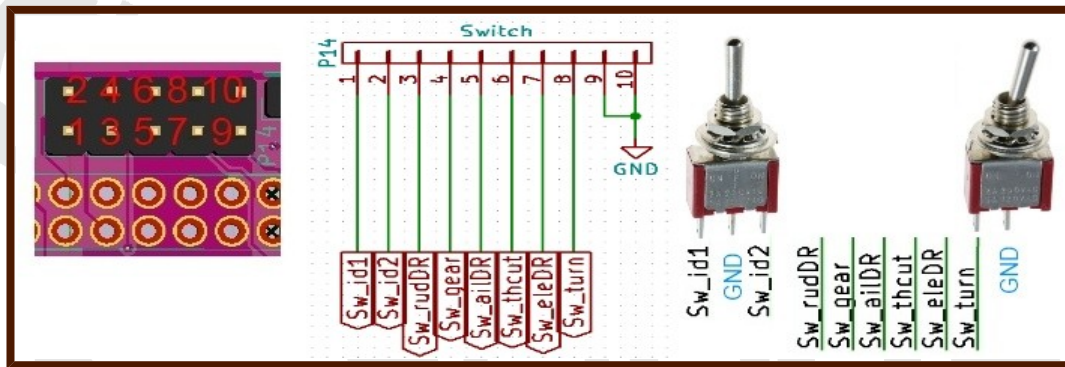 2 4 6 8 10
1 3 5 7 9
P14
Switch
P14
1 2 3 4 5 6 7 8 9 10
GND
Sw_id1
Sw_id2
Sw_rudDR
Sw_gear
Sw_ailDR
Sw_thcut
Sw_eleDR
Sw_turn
Sw_id1
GND
Sw_id2
Sw_rudDR
Sw_gear
Sw_ailDR
Sw_thcut
Sw_eleDR
Sw_turn
GND